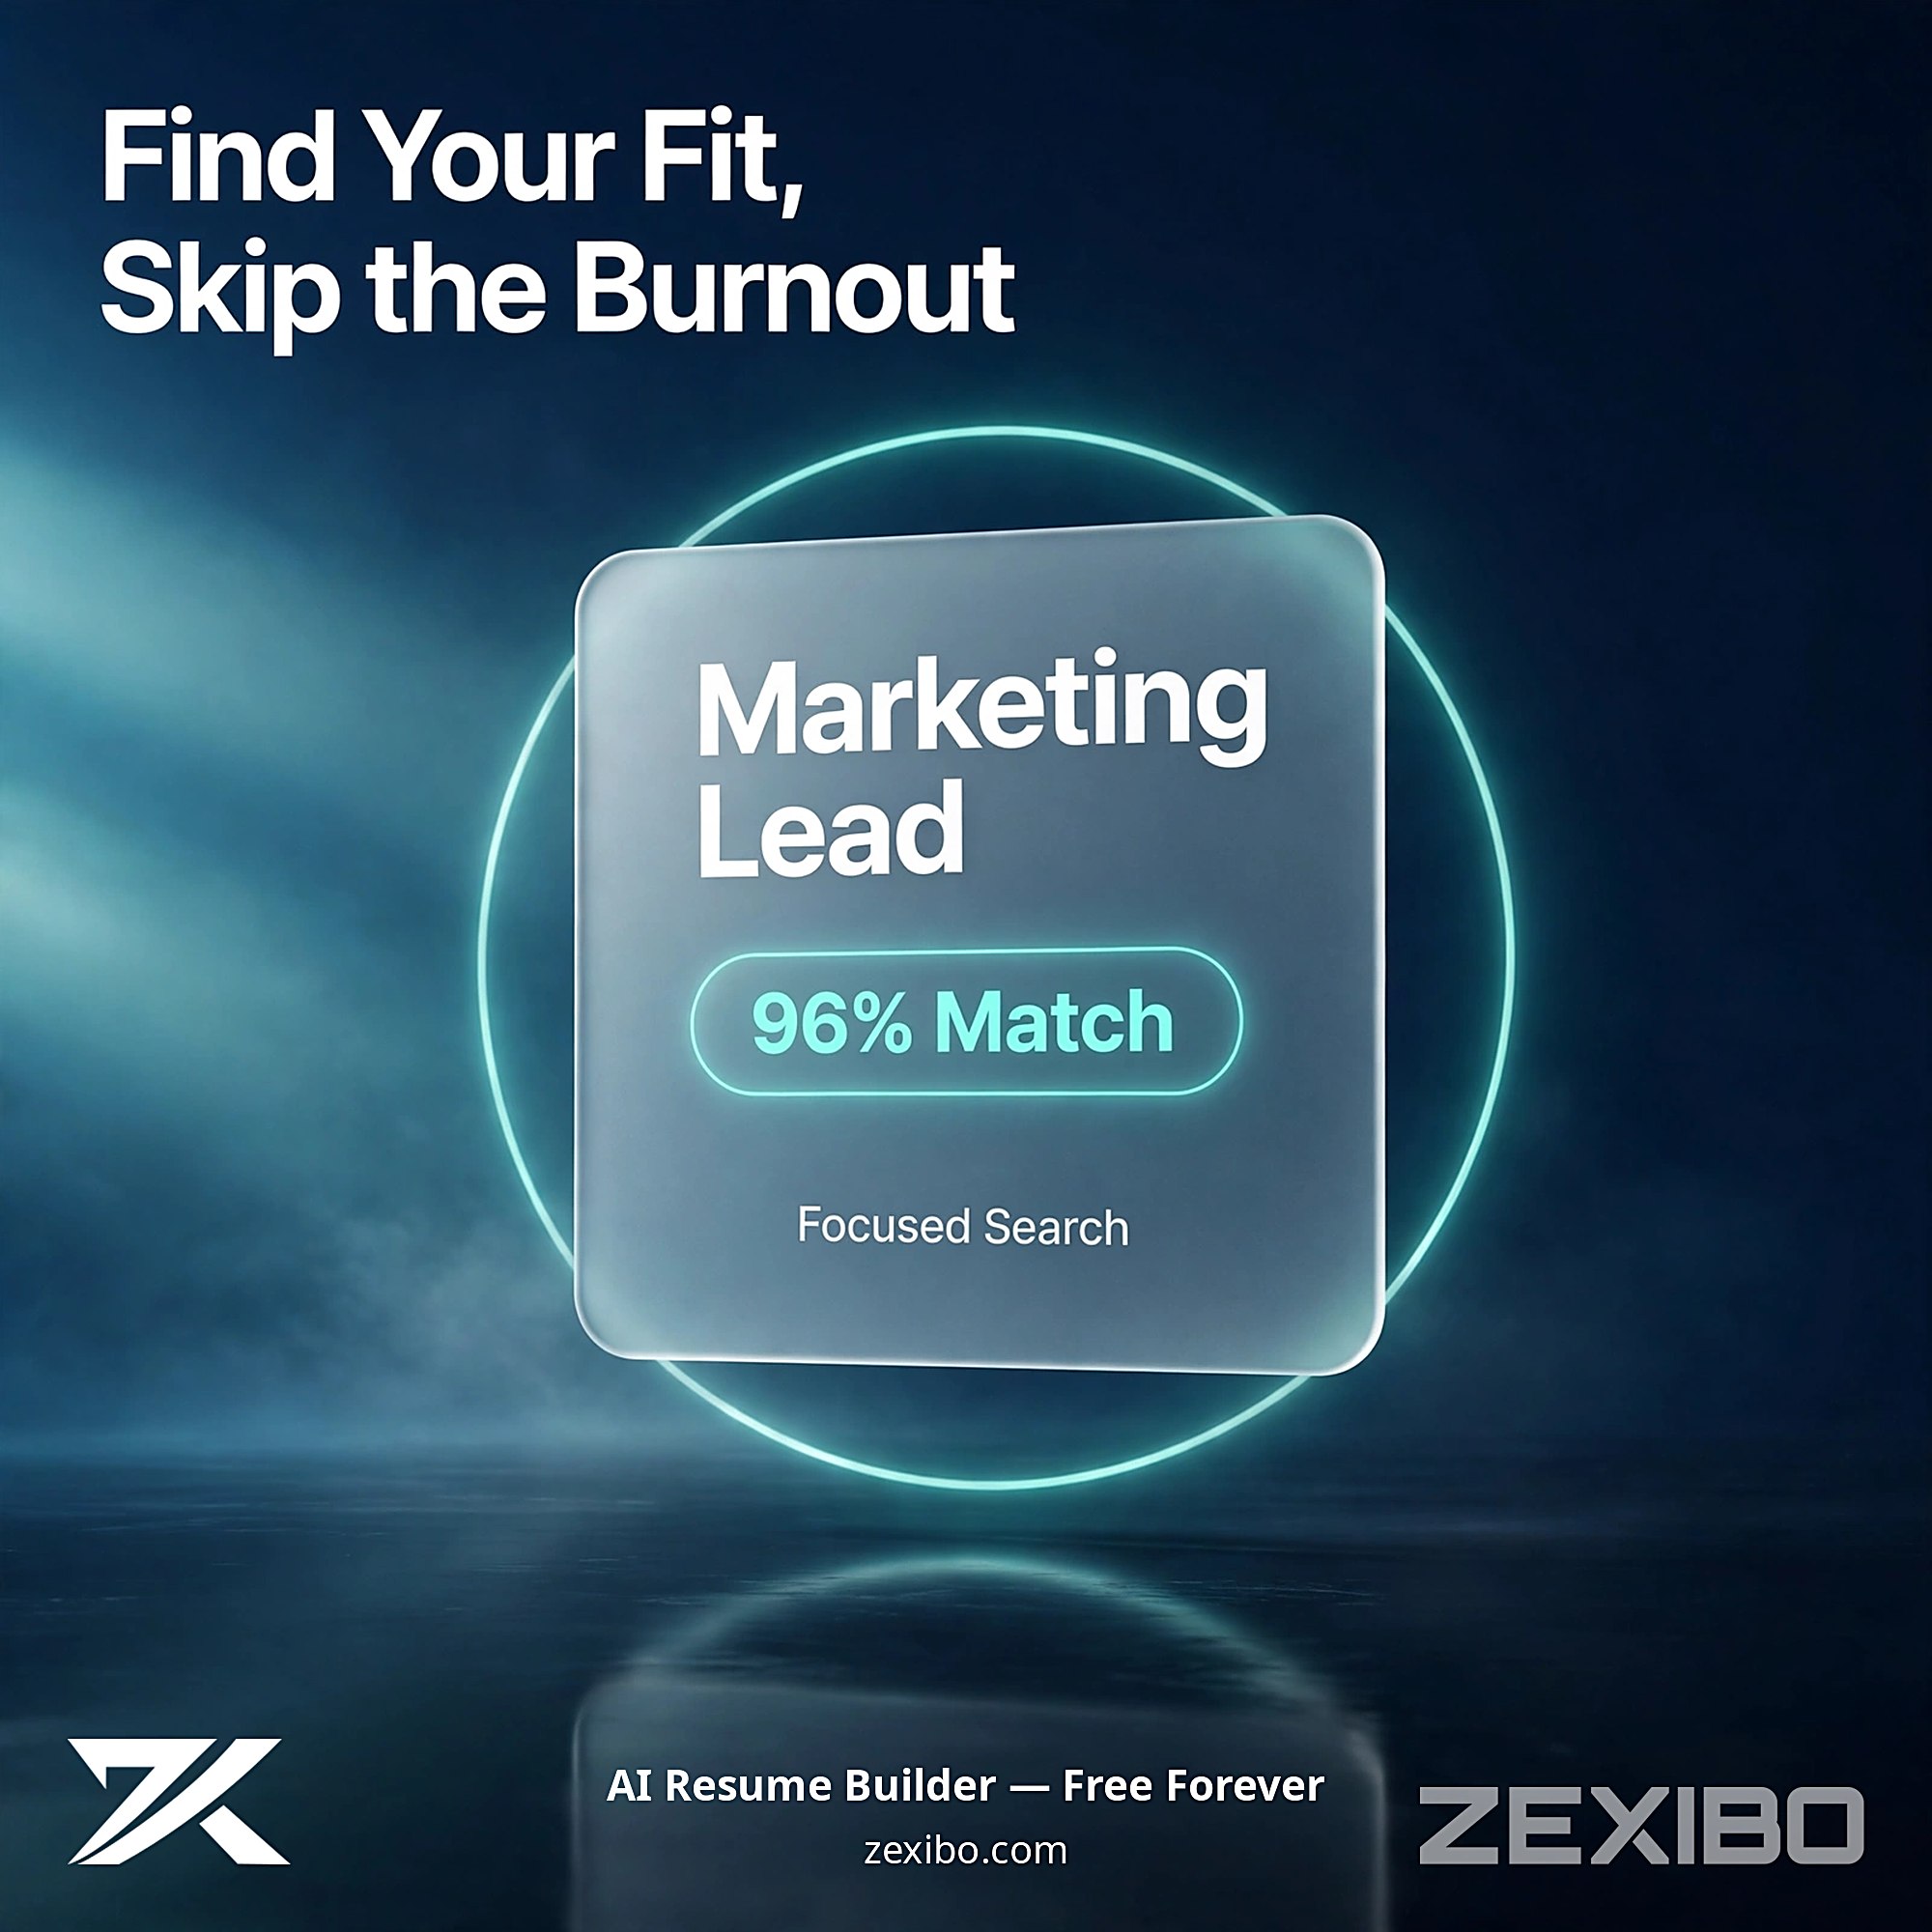 Find Your Fit,
Skip the Burnout
Marketing
Lead
96% Match
Focused Search
AI Resume Builder — Free Forever
zexibo.com
ZEXIBO